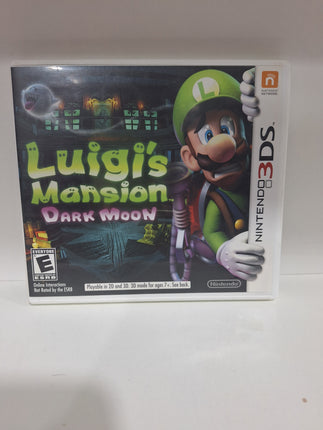 Luigi's
Mansion
DARK MOON
L
NINTENDO 3DS
EVERYONE
E
ESRB
Online Interactions
Not Rated by the ESRB
Playable in 2D and 3D. 3D mode for ages 7+. See back.
Nintendo